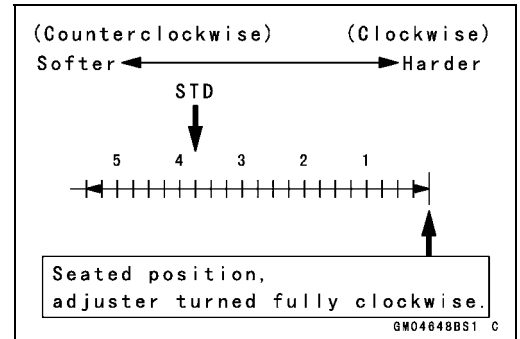 (Counterclockwise) (Clockwise)
Softer Harder
STD
5 4 3 2 1
Seated position,
adjuster turned fully clockwise.
GM04648BS1 C